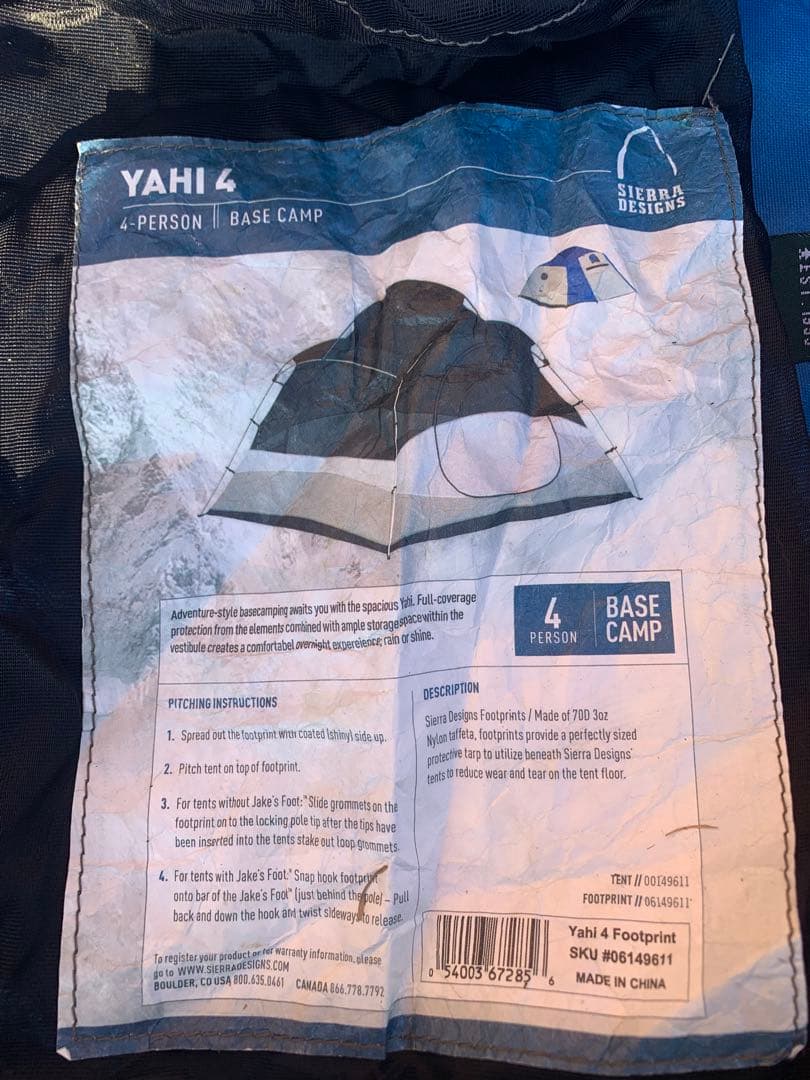 YAHI 4
4-PERSON || BASE CAMP
SIERRA
DESIGNS
Adventure-style basecamping awaits you with the spacious Yahi. Full-coverage
protection from the elements combined with ample storage space within the
vestibule creates a comfortabel overnight expereience; rain or shine.
4
PERSON
BASE
CAMP
PITCHING INSTRUCTIONS
1. Spread out the footprint with coated (shiny) side up.
2. Pitch tent on top of footprint.
3. For tents without Jake's Foot:™ Slide grommets on the
footprint on to the locking pole tip after the tips have
been inserted into the tents stake out loop grommets.
4. For tents with Jake's Foot:™ Snap hook footprint
onto bar of the Jake's Foot™ (just behind the pole) – Pull
back and down the hook and twist sideways to release.
To register your product or for warranty information, please
go to WWW.SIERRADESIGNS.COM
BOULDER, CO USA 800.635.0461 CANADA 866.778.7792
DESCRIPTION
Sierra Designs Footprints / Made of 70D 3oz
Nylon taffeta, footprints provide a perfectly sized
protective tarp to utilize beneath Sierra Designs'
tents to reduce wear and tear on the tent floor.
TENT // 00149611
FOOTPRINT // 06149611
0 54003 67285 6
Yahi 4 Footprint
SKU #06149611
MADE IN CHINA